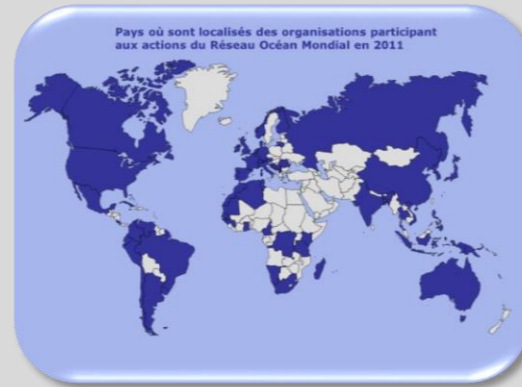 Pays où sont localisés des organisations participant
aux actions du Réseau Océan Mondial en 2011